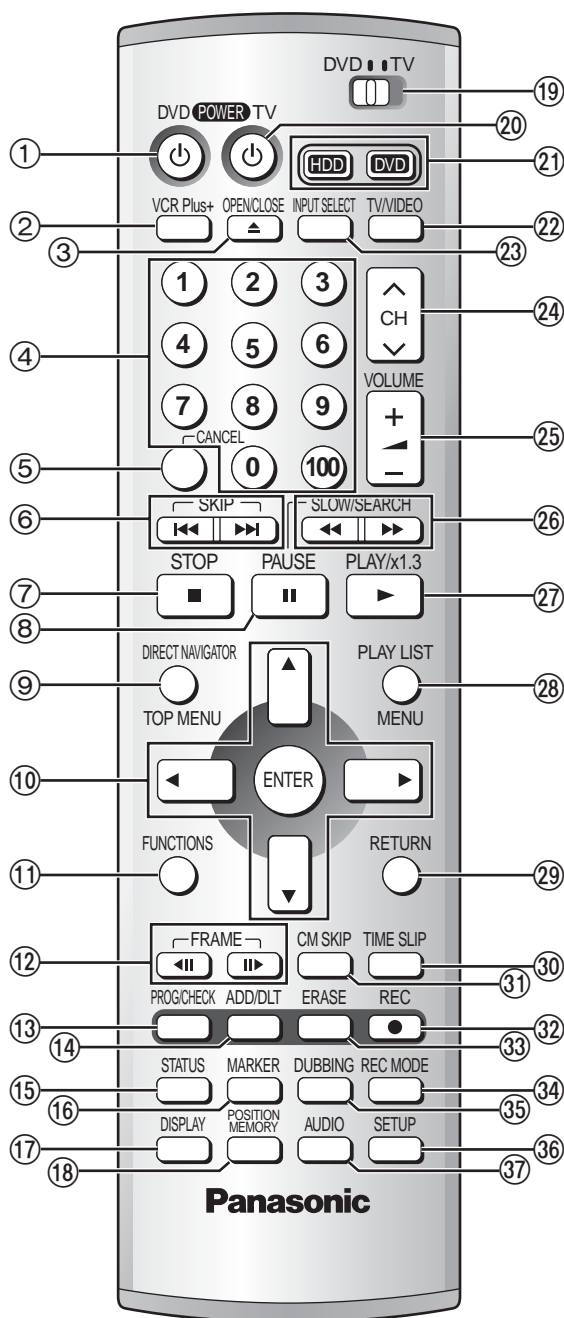 DVD TV
⑲
DVD POWER TV
① ⑳
HDD DVD ㉑
VCR Plus+ OPEN/CLOSE INPUT SELECT TV/VIDEO
② ③ ㉓ ㉒
1 2 3
④ CH ㉔
4 5 6
VOLUME
7 8 9
+ - ㉕
CANCEL
⑤ 0 100
SKIP SLOW/SEARCH
⑥ ㉖
STOP PAUSE PLAY/x1.3
⑦ ⑧ ㉗
DIRECT NAVIGATOR PLAY LIST
⑨ ㉘
TOP MENU MENU
⑩ ENTER
FUNCTIONS RETURN
⑪ ㉙
FRAME CM SKIP TIME SLIP
⑫ ㉛ ㉚
PROG/CHECK ADD/DLT ERASE REC
⑬ ⑭ ㉝ ㉜
STATUS MARKER DUBBING REC MODE
⑮ ⑯ ㉟ ㉞
DISPLAY POSITION MEMORY AUDIO SETUP
⑰ ⑱ ㊲ ㊱
Panasonic